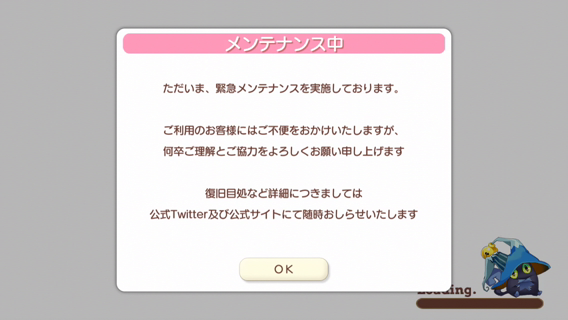 メンテナンス中
ただいま、緊急メンテナンスを実施しております。
ご利用のお客様にはご不便をおかけいたしますが、
何卒ご理解とご協力をよろしくお願い申し上げます
復旧目処など詳細につきましては
公式Twitter及び公式サイトにて随時おしらせいたします
OK
Loading.